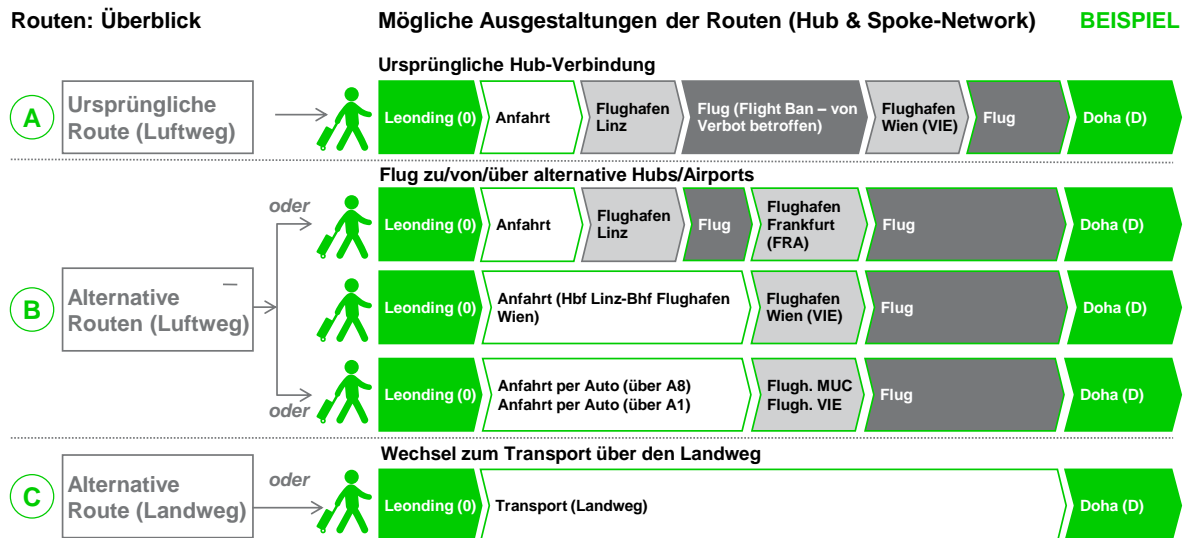 Routen: Überblick
Mögliche Ausgestaltungen der Routen (Hub & Spoke-Network)
BEISPIEL
Ursprüngliche Hub-Verbindung
A
Ursprüngliche
Route (Luftweg)
Leonding (0)
Anfahrt
Flughafen
Linz
Flug (Flight Ban – von
Verbot betroffen)
Flughafen
Wien (VIE)
Flug
Doha (D)
Flug zu/von/über alternative Hubs/Airports
B
Alternative
Routen (Luftweg)
oder
Leonding (0)
Anfahrt
Flughafen
Linz
Flug
Flughafen
Frankfurt
(FRA)
Flug
Doha (D)
Leonding (0)
Anfahrt (Hbf Linz-Bhf Flughafen
Wien)
Flughafen
Wien (VIE)
Flug
Doha (D)
oder
Leonding (0)
Anfahrt per Auto (über A8)
Anfahrt per Auto (über A1)
Flugh. MUC
Flugh. VIE
Flug
Doha (D)
Wechsel zum Transport über den Landweg
C
Alternative
Route (Landweg)
oder
Leonding (0)
Transport (Landweg)
Doha (D)